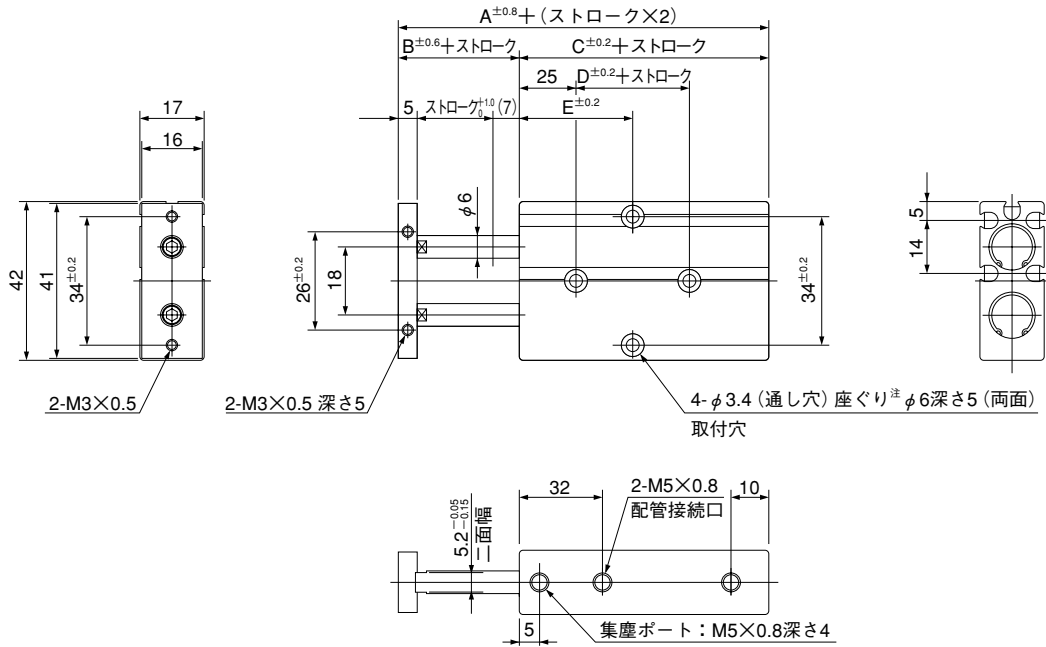 A±0.8+(ストローク×2)
B±0.6+ストローク
C±0.2+ストローク
25
D±0.2+ストローク
5
ストローク+1.0 0 (7)
E±0.2
17
16
φ6
42
41
34±0.2
26±0.2
18
34±0.2
5
14
2-M3×0.5
2-M3×0.5 深さ5
4-φ3.4(通し穴)座ぐり注φ6深さ5(両面)
取付穴
32
2-M5×0.8
配管接続口
10
5.2-0.05 -0.15
二面幅
5
集塵ポート:M5×0.8深さ4